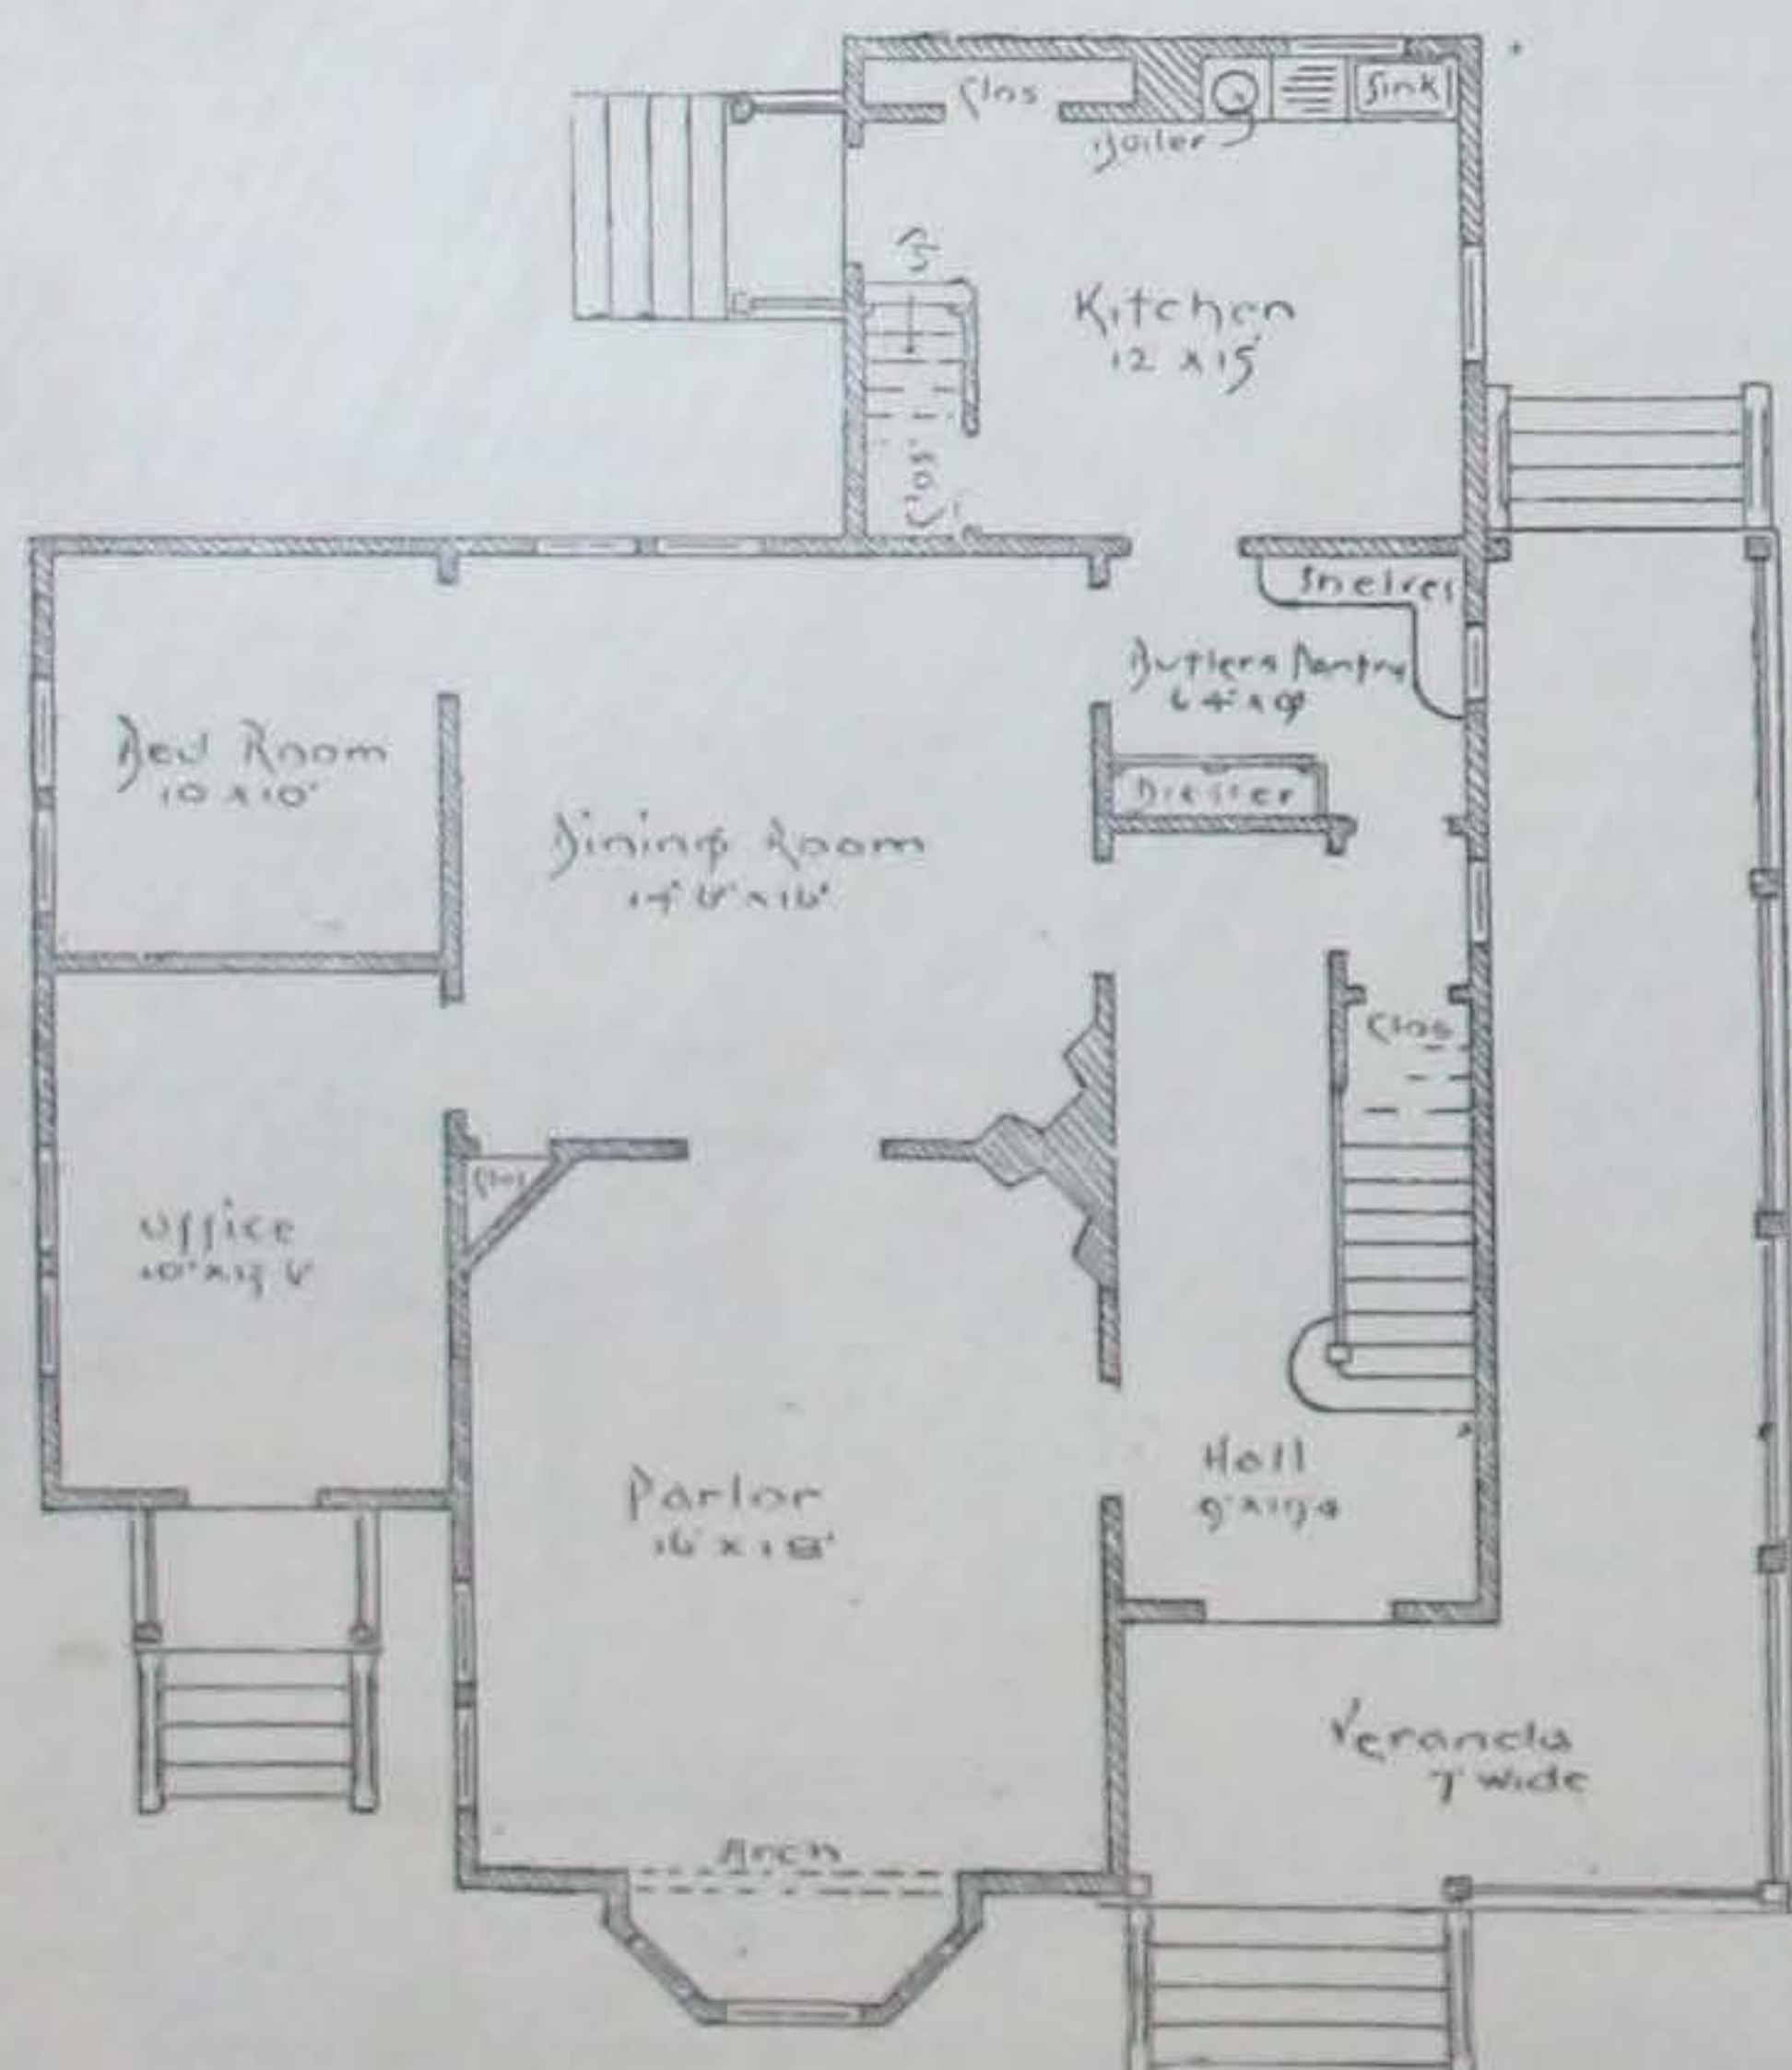 Clos
Sink
Boiler
Kitchen
12 x 15'
Clos.
Shelves
Butlers Pantry
Bed Room
10 x 10'
Dresser
Dining Room
Clos
Clos
Office
Parlor
16' x 18'
Hall
Veranda
7' wide
Arch